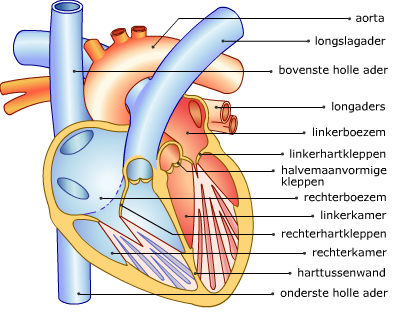 aorta
longslagader
bovenste holle ader
longaders
linkerboezem
linkerhartkleppen
halvemaanvormige
kleppen
rechterboezem
linkerkamer
rechterhartkleppen
rechterkamer
harttussenwand
onderste holle ader